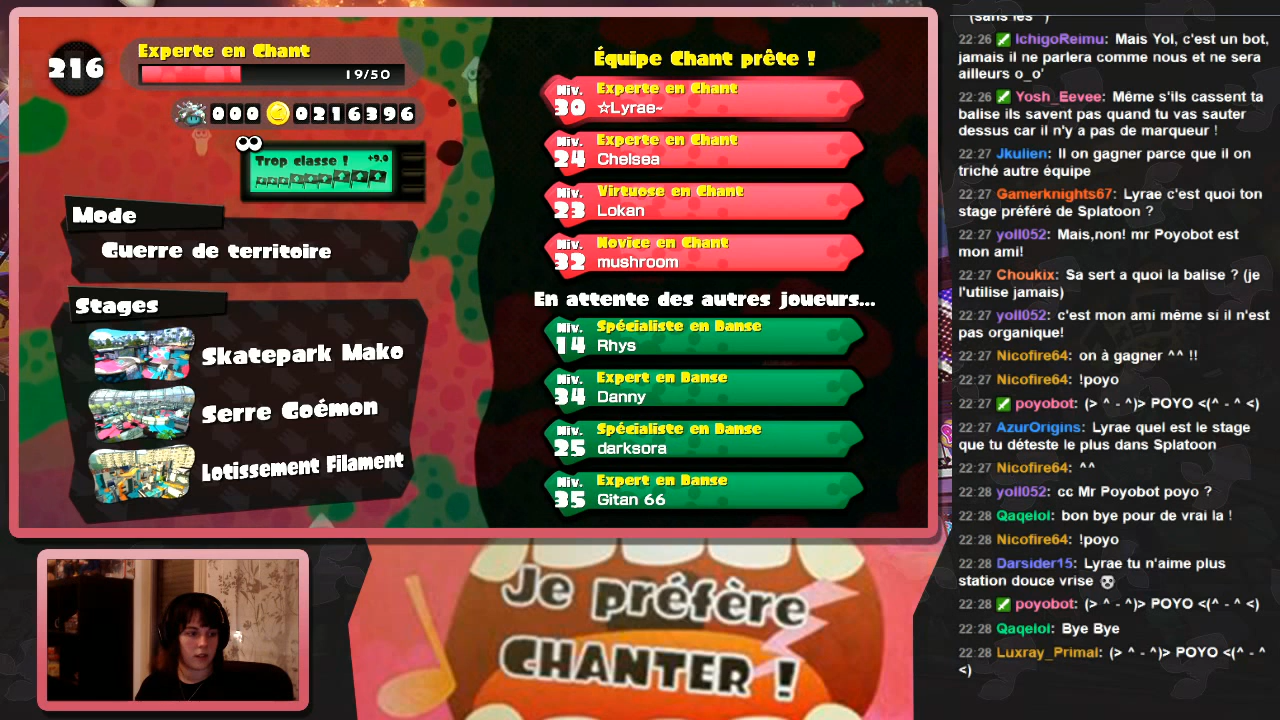 216
Experte en Chant
19/50
000 0216396
Trop classe ! +9.9
Mode
Guerre de territoire
Stages
Skatepark Mako
Serre Goémon
Lotissement Filament
Équipe Chant prête !
Niv. 30 Experte en Chant
☆Lyrae~
Niv. 24 Experte en Chant
Chelsea
Niv. 23 Virtuose en Chant
Lokan
Niv. 32 Novice en Chant
mushroom
En attente des autres joueurs...
Niv. 14 Spécialiste en Danse
Rhys
Niv. 34 Expert en Danse
Danny
Niv. 25 Spécialiste en Danse
darksora
Niv. 35 Expert en Danse
Gitan 66
Je préfère
CHANTER !
(sans les " )
22:26 IchigoReimu: Mais Yol, c'est un bot,
jamais il ne parlera comme nous et ne sera
ailleurs o_o'
22:26 Yosh_Eevee: Même s'ils cassent ta
balise ils savent pas quand tu vas sauter
dessus car il n'y a pas de marqueur !
22:27 Jkulien: Il on gagner parce que il on
triché autre équipe
22:27 Gamerknights67: Lyrae c'est quoi ton
stage préféré de Splatoon ?
22:27 yoll052: Mais,non! mr Poyobot est
mon ami!
22:27 Choukix: Sa sert a quoi la balise ? (je
l'utilise jamais)
22:27 yoll052: c'est mon ami même si il n'est
pas organique!
22:27 Nicofire64: on à gagner ^^ !!
22:27 Nicofire64: !poyo
22:27 poyobot: (> ^ - ^)> POYO <(^ - ^ <)
22:27 AzurOrigins: Lyrae quel est le stage
que tu déteste le plus dans Splatoon
22:27 Nicofire64: ^^
22:28 yoll052: cc Mr Poyobot poyo ?
22:28 Qaqelol: bon bye pour de vrai la !
22:28 Nicofire64: !poyo
22:28 Darsider15: Lyrae tu n'aime plus
station douce vrise 💀
22:28 poyobot: (> ^ - ^)> POYO <(^ - ^ <)
22:28 Qaqelol: Bye Bye
22:28 Luxray_Primal: (> ^ - ^)> POYO <(^ - ^
<)